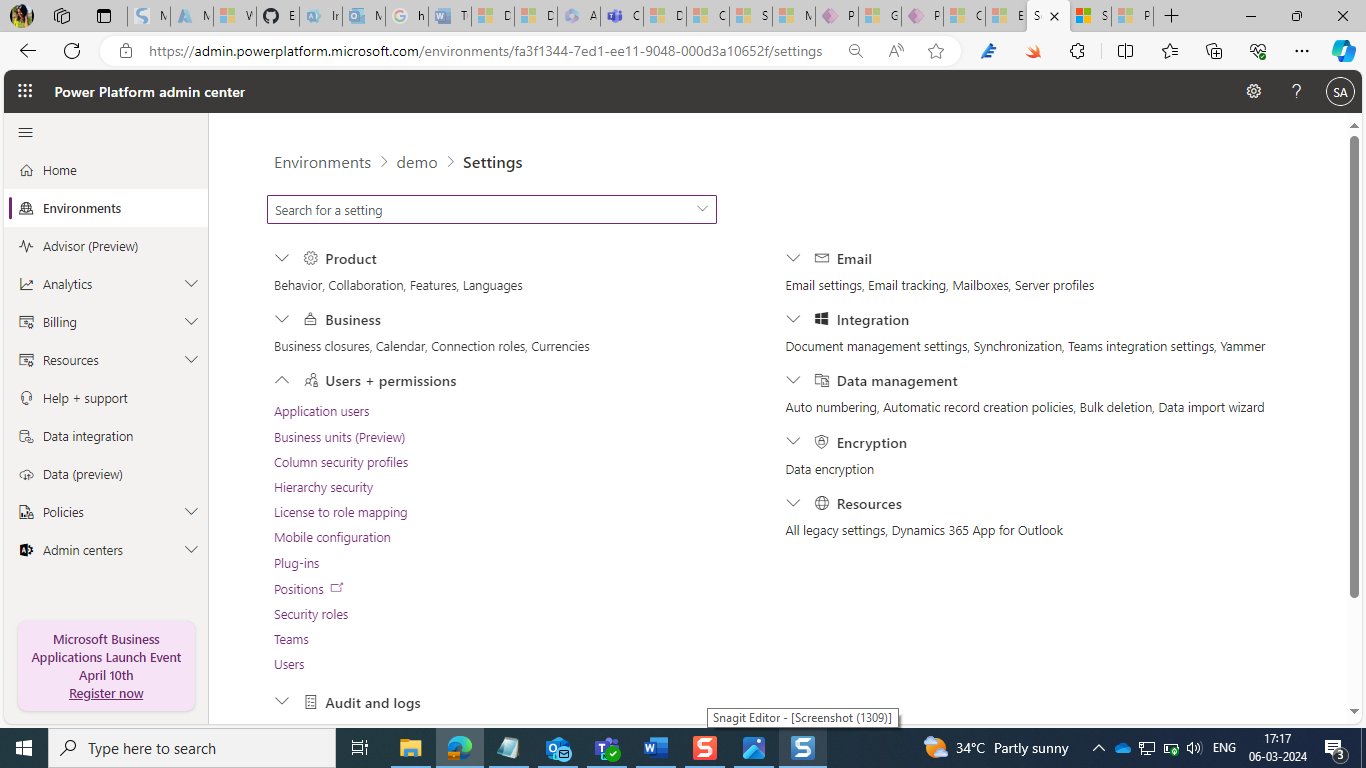 https://admin.powerplatform.microsoft.com/environments/fa3f1344-7ed1-ee11-9048-000d3a10652f/settings
Power Platform admin center
SA
Home
Environments
Advisor (Preview)
Analytics
Billing
Resources
Help + support
Data integration
Data (preview)
Policies
Admin centers
Microsoft Business
Applications Launch Event
April 10th
Register now
Environments > demo > Settings
Search for a setting
Product
Behavior, Collaboration, Features, Languages
Business
Business closures, Calendar, Connection roles, Currencies
Users + permissions
Application users
Business units (Preview)
Column security profiles
Hierarchy security
License to role mapping
Mobile configuration
Plug-ins
Positions
Security roles
Teams
Users
Audit and logs
Email
Email settings, Email tracking, Mailboxes, Server profiles
Integration
Document management settings, Synchronization, Teams integration settings, Yammer
Data management
Auto numbering, Automatic record creation policies, Bulk deletion, Data import wizard
Encryption
Data encryption
Resources
All legacy settings, Dynamics 365 App for Outlook
Snagit Editor - [Screenshot (1309)]
Type here to search
34°C Partly sunny
ENG
17:17
06-03-2024
3